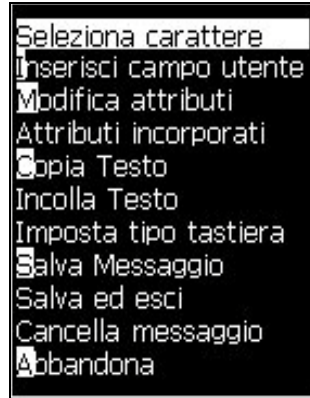 Seleziona carattere
Inserisci campo utente
Modifica attributi
Attributi incorporati
Copia Testo
Incolla Testo
Imposta tipo tastiera
Salva Messaggio
Salva ed esci
Cancella messaggio
Abbandona